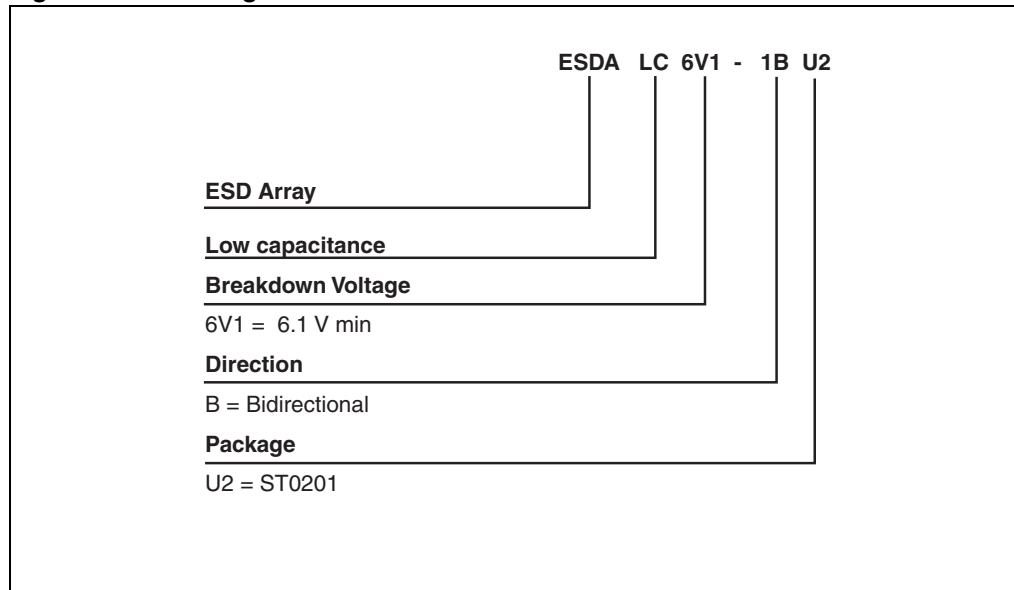 ESDA LC 6V1 - 1B U2
ESD Array
Low capacitance
Breakdown Voltage
6V1 = 6.1 V min
Direction
B = Bidirectional
Package
U2 = ST0201